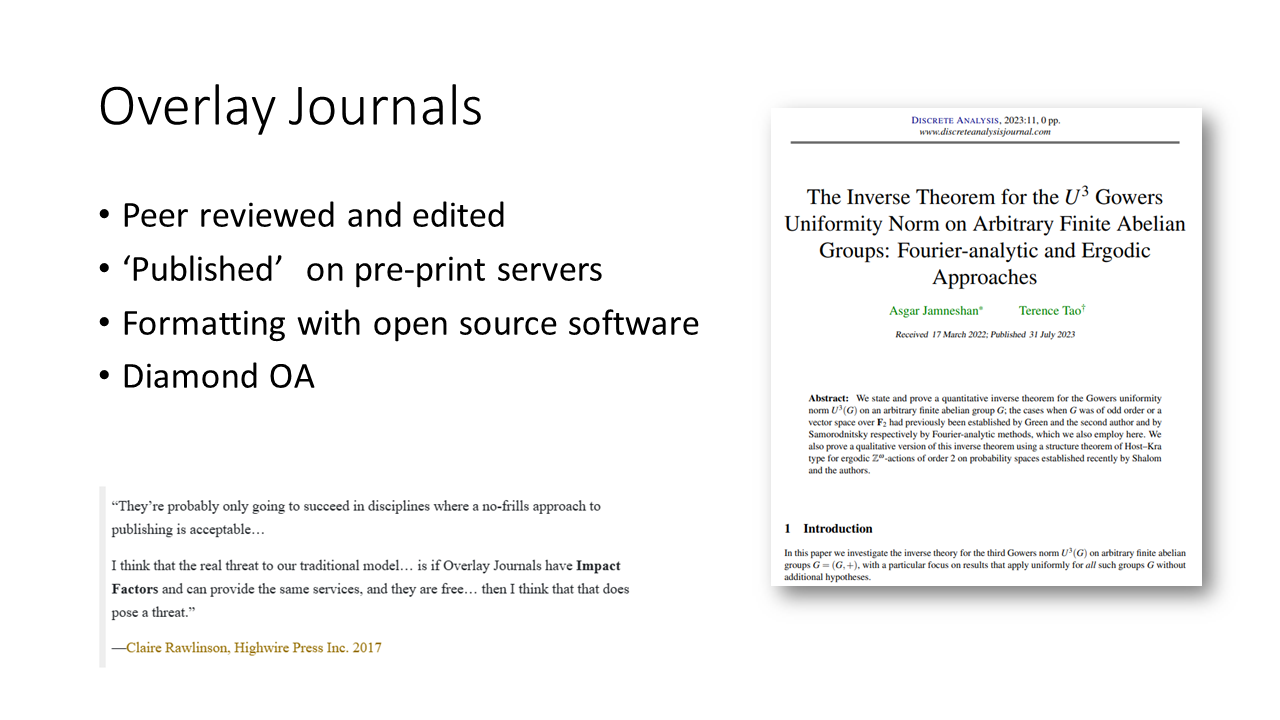 Overlay Journals
• Peer reviewed and edited
• ‘Published’ on pre-print servers
• Formatting with open source software
• Diamond OA
“They’re probably only going to succeed in disciplines where a no-frills approach to
publishing is acceptable…
I think that the real threat to our traditional model… is if Overlay Journals have Impact
Factors and can provide the same services, and they are free… then I think that that does
pose a threat.”
—Claire Rawlinson, Highwire Press Inc. 2017
DISCRETE ANALYSIS, 2023:11, 0 pp.
www.discreteanalysisjournal.com
The Inverse Theorem for the U³ Gowers
Uniformity Norm on Arbitrary Finite Abelian
Groups: Fourier-analytic and Ergodic
Approaches
Asgar Jamneshan* Terence Tao†
Received 17 March 2022; Published 31 July 2023
Abstract: We state and prove a quantitative inverse theorem for the Gowers uniformity
norm U³(G) on an arbitrary finite abelian group G; the cases when G was of odd order or a
vector space over F₂ had previously been established by Green and the second author and by
Samorodnitsky respectively by Fourier-analytic methods, which we also employ here. We
also prove a qualitative version of this inverse theorem using a structure theorem of Host–Kra
type for ergodic ℤ^ω-actions of order 2 on probability spaces established recently by Shalom
and the authors.
1 Introduction
In this paper we investigate the inverse theory for the third Gowers norm U³(G) on arbitrary finite abelian
groups G = (G,+), with a particular focus on results that apply uniformly for all such groups G without
additional hypotheses.